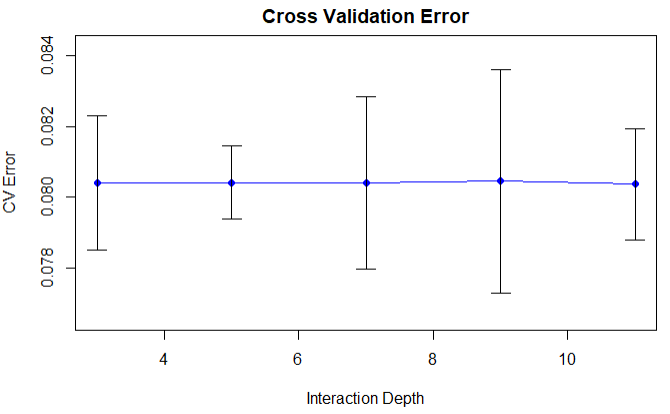 Cross Validation Error
0.084
0.082
0.080
0.078
CV Error
4 6 8 10
Interaction Depth